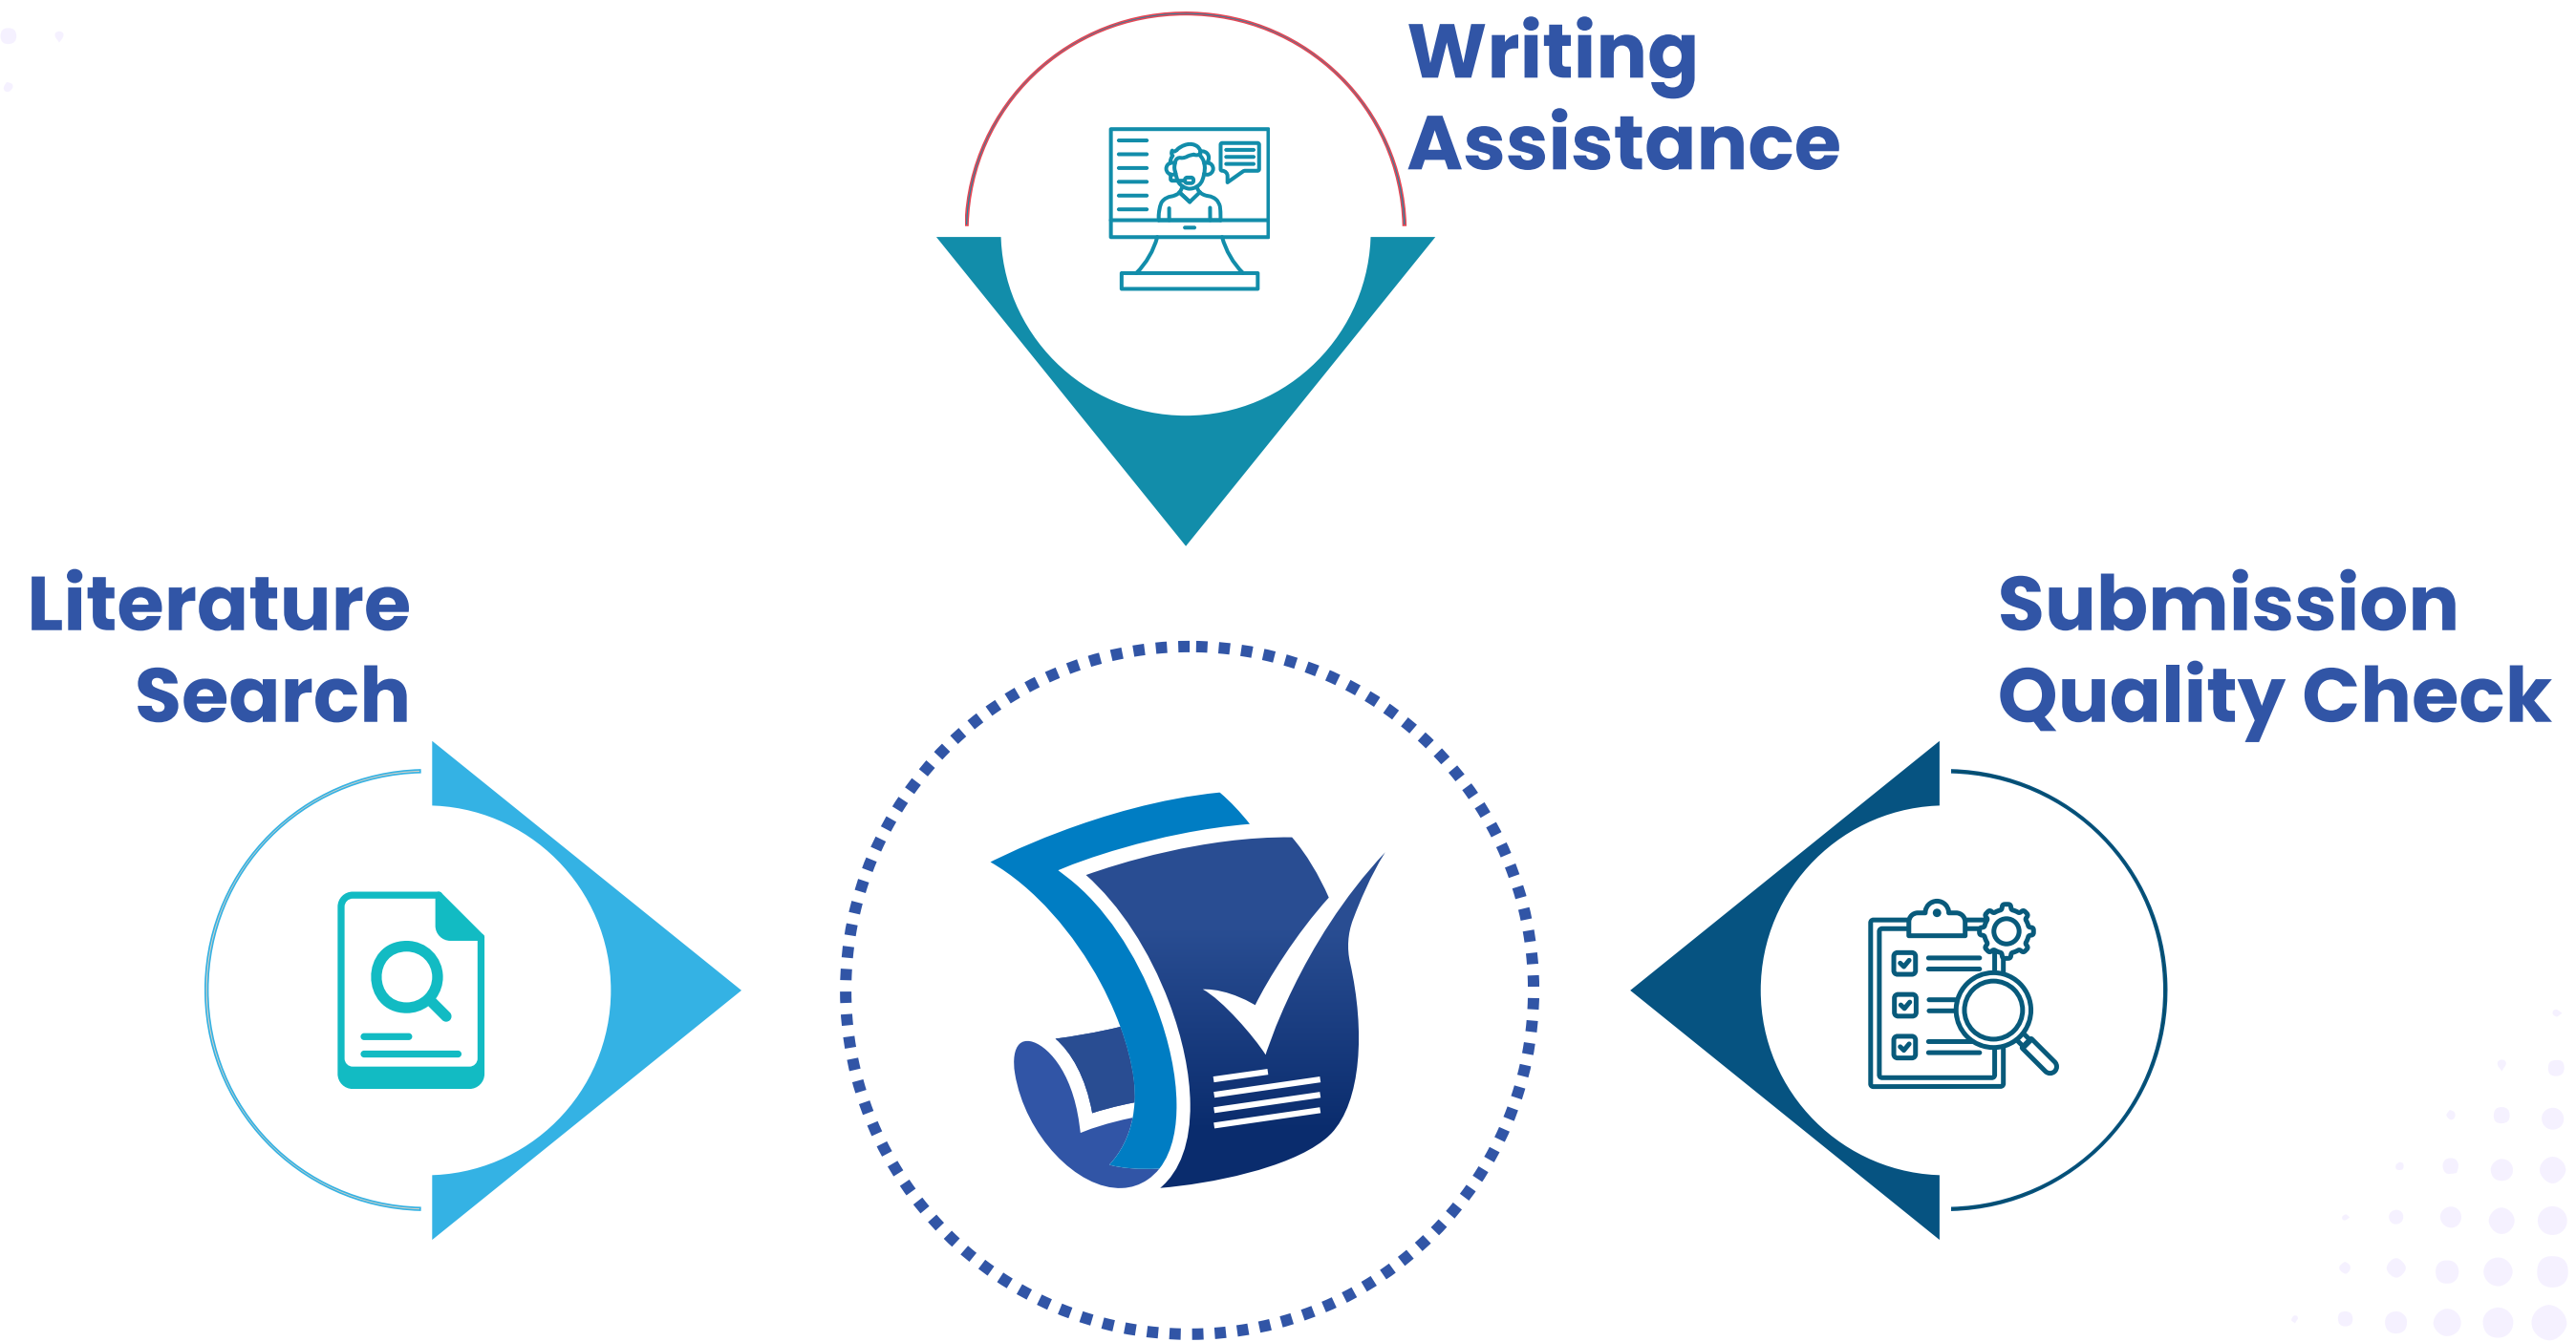 Writing
Assistance
Literature
Search
Submission
Quality Check